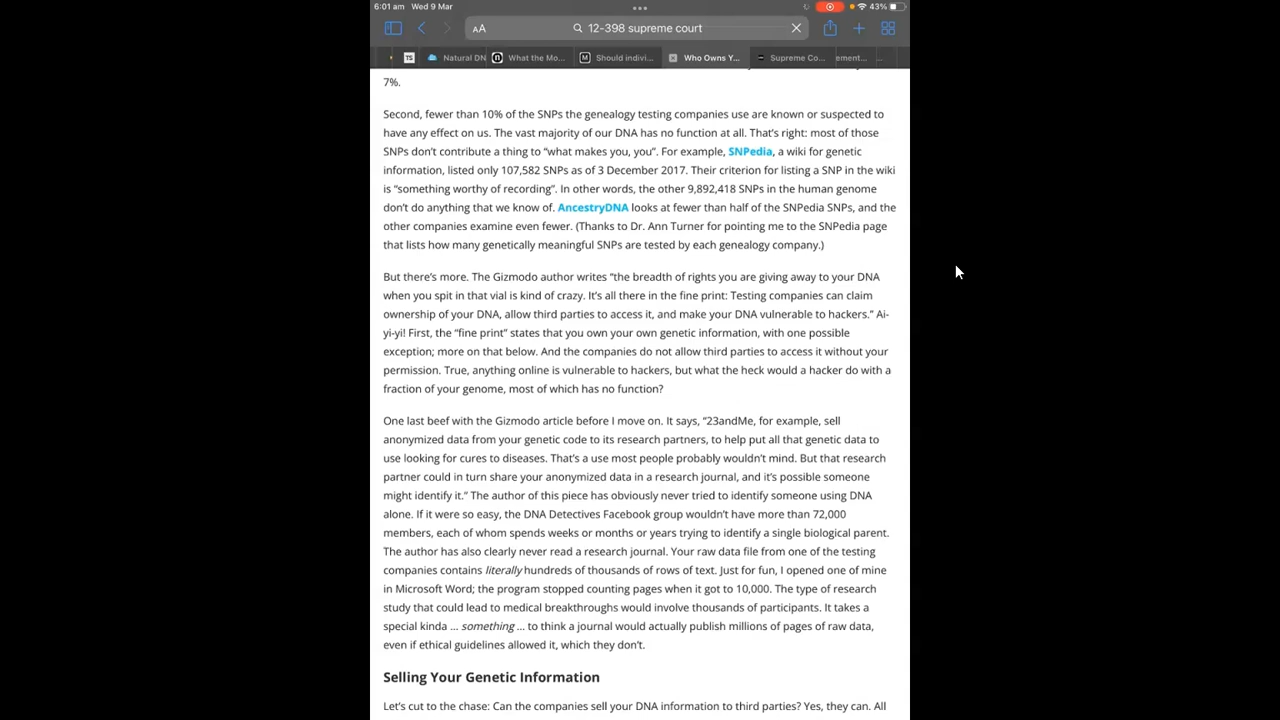 6:01 am Wed 9 Mar
43%
AA
12-398 supreme court
TS
Natural DN
What the Mo...
Should indivi...
Who Owns Y...
Supreme Co...
ement...
7%.
Second, fewer than 10% of the SNPs the genealogy testing companies use are known or suspected to
have any effect on us. The vast majority of our DNA has no function at all. That's right: most of those
SNPs don't contribute a thing to “what makes you, you”. For example, SNPedia, a wiki for genetic
information, listed only 107,582 SNPs as of 3 December 2017. Their criterion for listing a SNP in the wiki
is “something worthy of recording”. In other words, the other 9,892,418 SNPs in the human genome
don't do anything that we know of. AncestryDNA looks at fewer than half of the SNPedia SNPs, and the
other companies examine even fewer. (Thanks to Dr. Ann Turner for pointing me to the SNPedia page
that lists how many genetically meaningful SNPs are tested by each genealogy company.)
But there's more. The Gizmodo author writes “the breadth of rights you are giving away to your DNA
when you spit in that vial is kind of crazy. It's all there in the fine print: Testing companies can claim
ownership of your DNA, allow third parties to access it, and make your DNA vulnerable to hackers.” Ai-
yi-yi! First, the “fine print” states that you own your own genetic information, with one possible
exception; more on that below. And the companies do not allow third parties to access it without your
permission. True, anything online is vulnerable to hackers, but what the heck would a hacker do with a
fraction of your genome, most of which has no function?
One last beef with the Gizmodo article before I move on. It says, “23andMe, for example, sell
anonymized data from your genetic code to its research partners, to help put all that genetic data to
use looking for cures to diseases. That's a use most people probably wouldn't mind. But that research
partner could in turn share your anonymized data in a research journal, and it's possible someone
might identify it.” The author of this piece has obviously never tried to identify someone using DNA
alone. If it were so easy, the DNA Detectives Facebook group wouldn't have more than 72,000
members, each of whom spends weeks or months or years trying to identify a single biological parent.
The author has also clearly never read a research journal. Your raw data file from one of the testing
companies contains literally hundreds of thousands of rows of text. Just for fun, I opened one of mine
in Microsoft Word; the program stopped counting pages when it got to 10,000. The type of research
study that could lead to medical breakthroughs would involve thousands of participants. It takes a
special kinda … something … to think a journal would actually publish millions of pages of raw data,
even if ethical guidelines allowed it, which they don't.
Selling Your Genetic Information
Let's cut to the chase: Can the companies sell your DNA information to third parties? Yes, they can. All